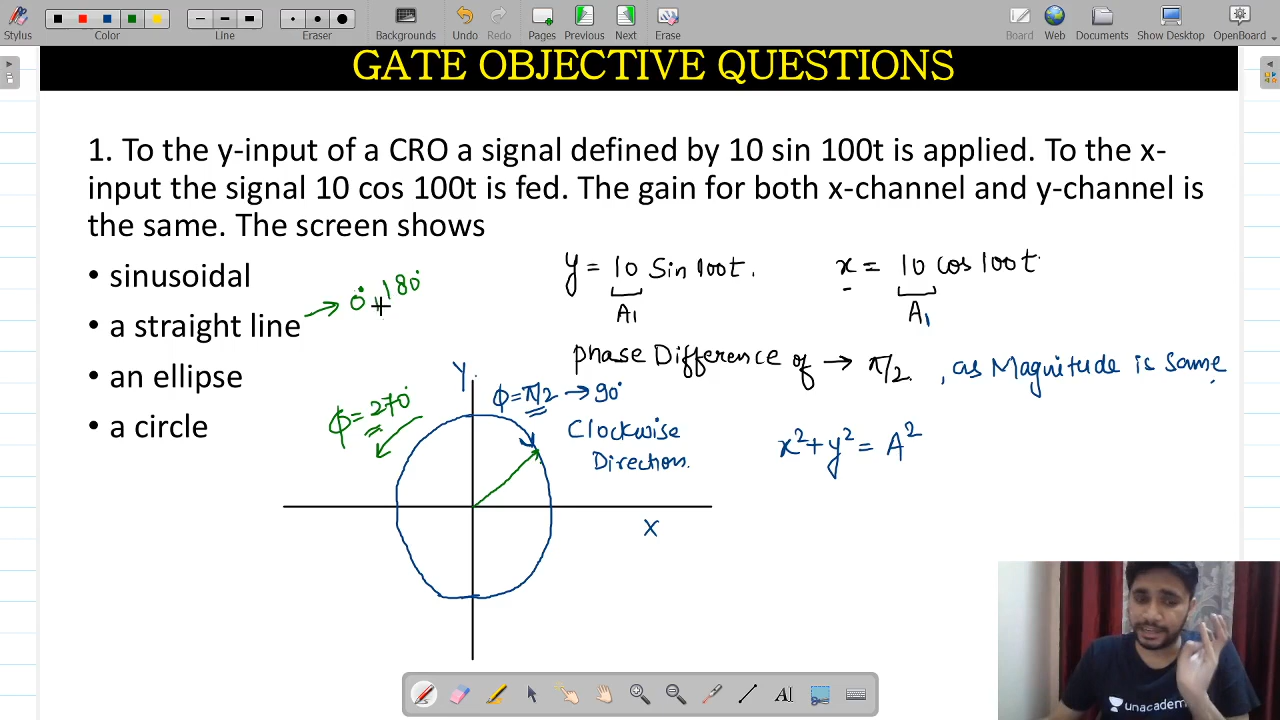 Stylus
Color
Line
Eraser
Backgrounds
Undo
Redo
Pages
Previous
Next
Erase
Board
Web
Documents
Show Desktop
OpenBoard
GATE OBJECTIVE QUESTIONS
1. To the y-input of a CRO a signal defined by 10 sin 100t is applied. To the x-
input the signal 10 cos 100t is fed. The gain for both x-channel and y-channel is
the same. The screen shows
• sinusoidal
• a straight line → 0° 180°
• an ellipse
• a circle
y = 10 Sin 100t.
A1
x = 10 cos 100t
A1
phase Difference of → π/2. , as Magnitude is same
Y
ϕ = π/2 → 90°
Clockwise
Direction.
ϕ = 270°
x² + y² = A²
X
unacademy